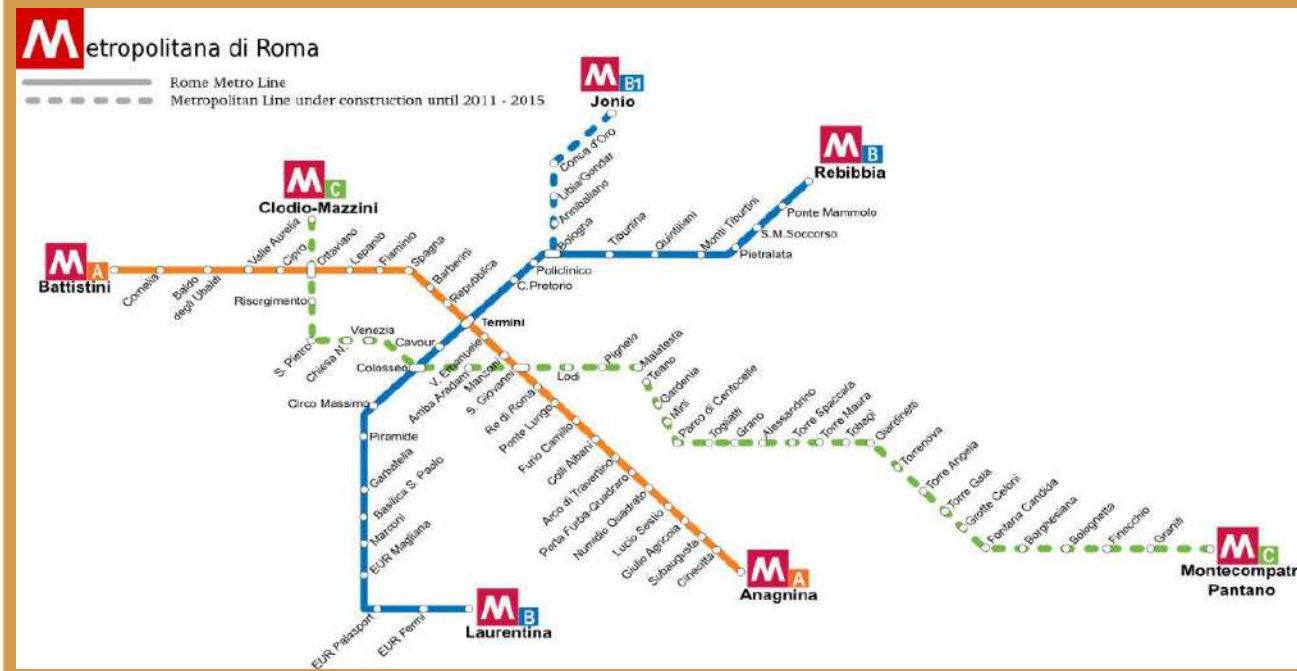 Metropolitana di Roma
Rome Metro Line
Metropolitan Line under construction until 2011 - 2015
M B1
Jonio
Conca d'Oro
Libia/Gondar
Annibaliano
Bologna
M B
Rebibbia
Ponte Mammolo
S.M.Soccorso
Pietralata
Monti Tiburtini
Quintiliani
Tiburtina
Policlinico
C.Pretorio
M C
Clodio-Mazzini
M A
Battistini
Cornelia
Baldo
degli Ubaldi
Valle Aurelia
Cipro
Ottaviano
Lepanto
Flaminio
Spagna
Barberini
Repubblica
Termini
Risorgimento
S. Pietro
Chiesa N.
Venezia
Cavour
Colosseo
V. Emanuele
Amba Aradam
Manzoni
S. Giovanni
Lodi
Pigneto
Malatesta
Teano
Gardenia
Mirti
Parco di Centocelle
Togliatti
Grano
Alessandrino
Torre Spaccata
Torre Maura
Tobagi
Giardinetti
Torrenova
Torre Angela
Torre Gaia
Grotte Celoni
Fontana Candida
Borghesiana
Bolognetta
Finocchio
Graniti
M C
Montecompatr
Pantano
Re di Roma
Ponte Lungo
Furio Camillo
Colli Albani
Arco di Travertino
Porta Furba-Quadraro
Numidio Quadrato
Lucio Sestio
Giulio Agricola
Subaugusta
Cinecittà
M A
Anagnina
Circo Massimo
Piramide
Garbatella
Basilica S. Paolo
Marconi
EUR Magliana
EUR Palasport
EUR Fermi
M B
Laurentina